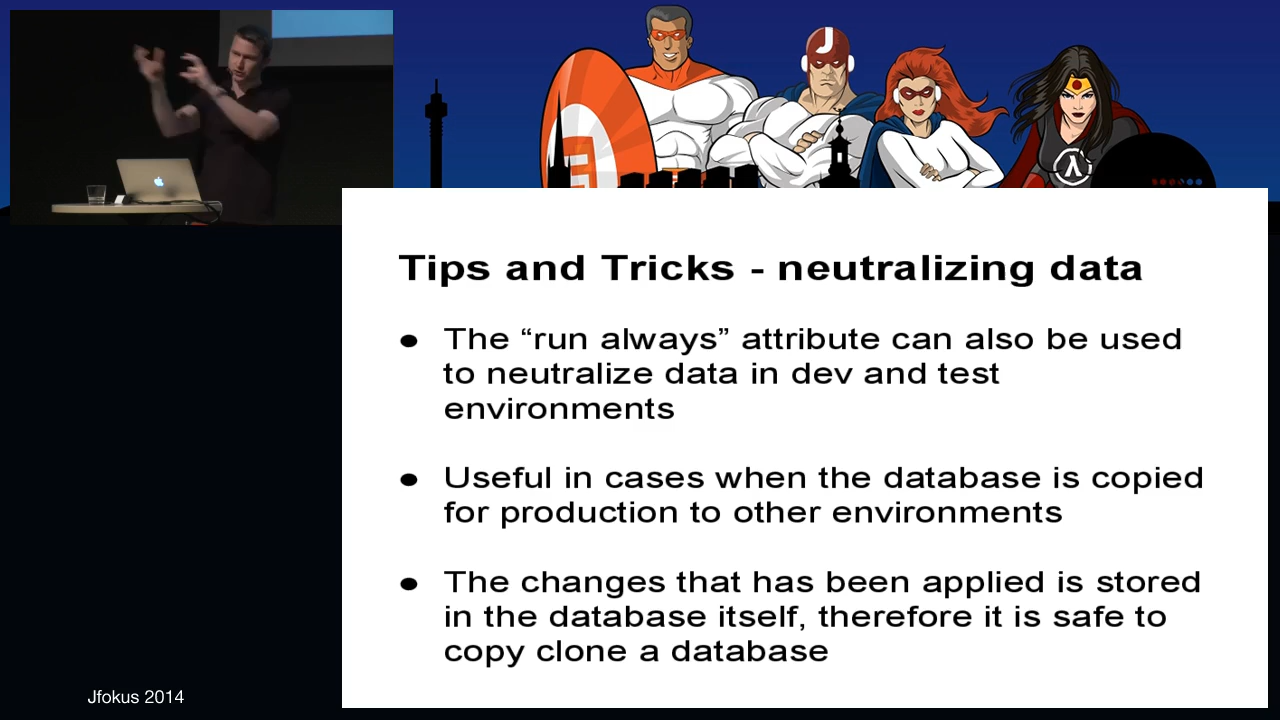 J
λ
Tips and Tricks - neutralizing data
● The “run always” attribute can also be used
to neutralize data in dev and test
environments
● Useful in cases when the database is copied
for production to other environments
● The changes that has been applied is stored
in the database itself, therefore it is safe to
copy clone a database
Jfokus 2014